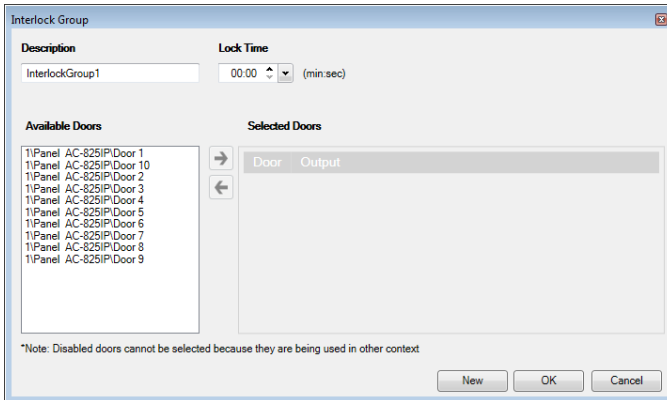 Interlock Group
Description
Lock Time
InterlockGroup1
00:00
(min:sec)
Available Doors
Selected Doors
1\Panel AC-825IP\Door 1
1\Panel AC-825IP\Door 10
1\Panel AC-825IP\Door 2
1\Panel AC-825IP\Door 3
1\Panel AC-825IP\Door 4
1\Panel AC-825IP\Door 5
1\Panel AC-825IP\Door 6
1\Panel AC-825IP\Door 7
1\Panel AC-825IP\Door 8
1\Panel AC-825IP\Door 9
Door Output
*Note: Disabled doors cannot be selected because they are being used in other context
New OK Cancel